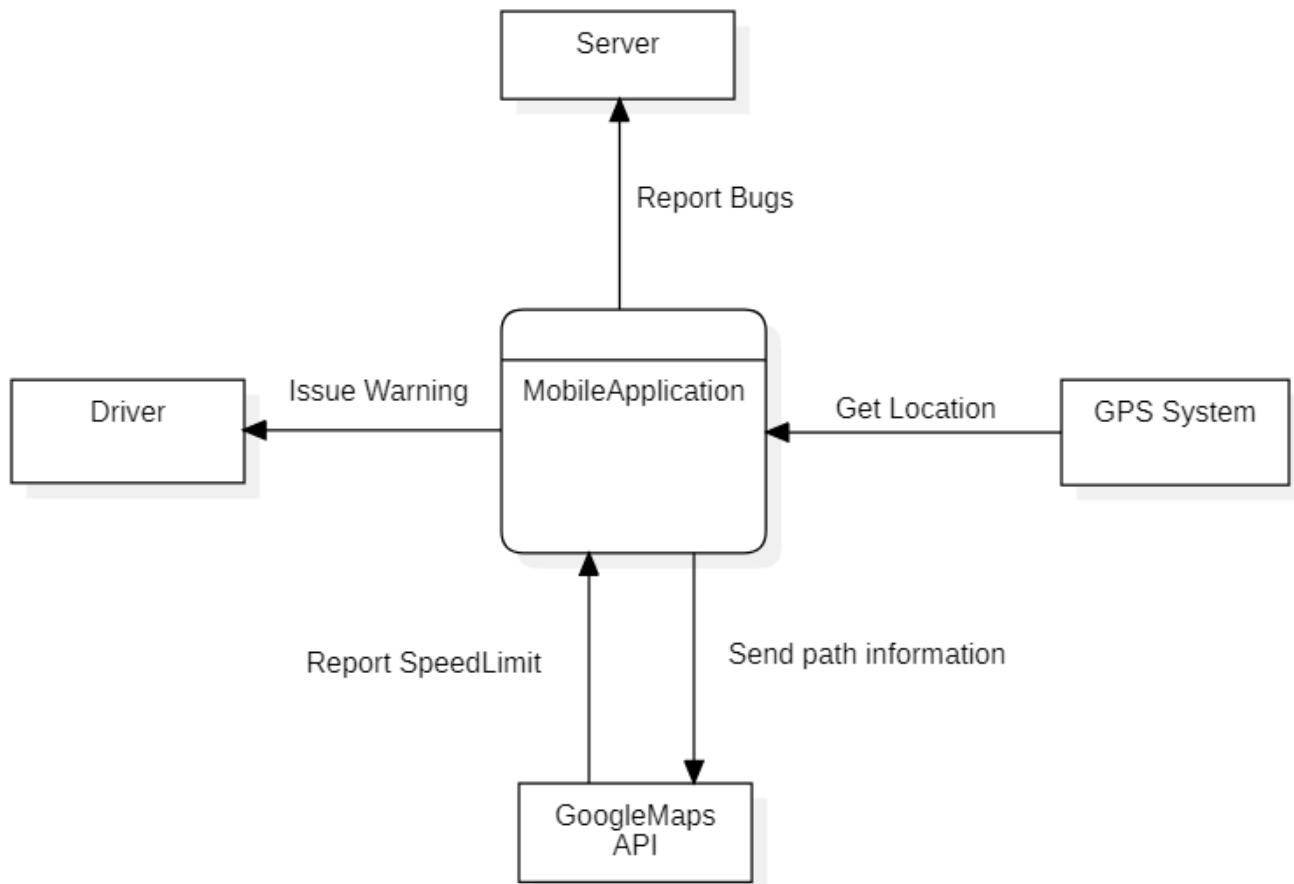 Server
Report Bugs
Issue Warning
MobileApplication
Driver
Get Location
GPS System
Report SpeedLimit
Send path information
GoogleMaps
API